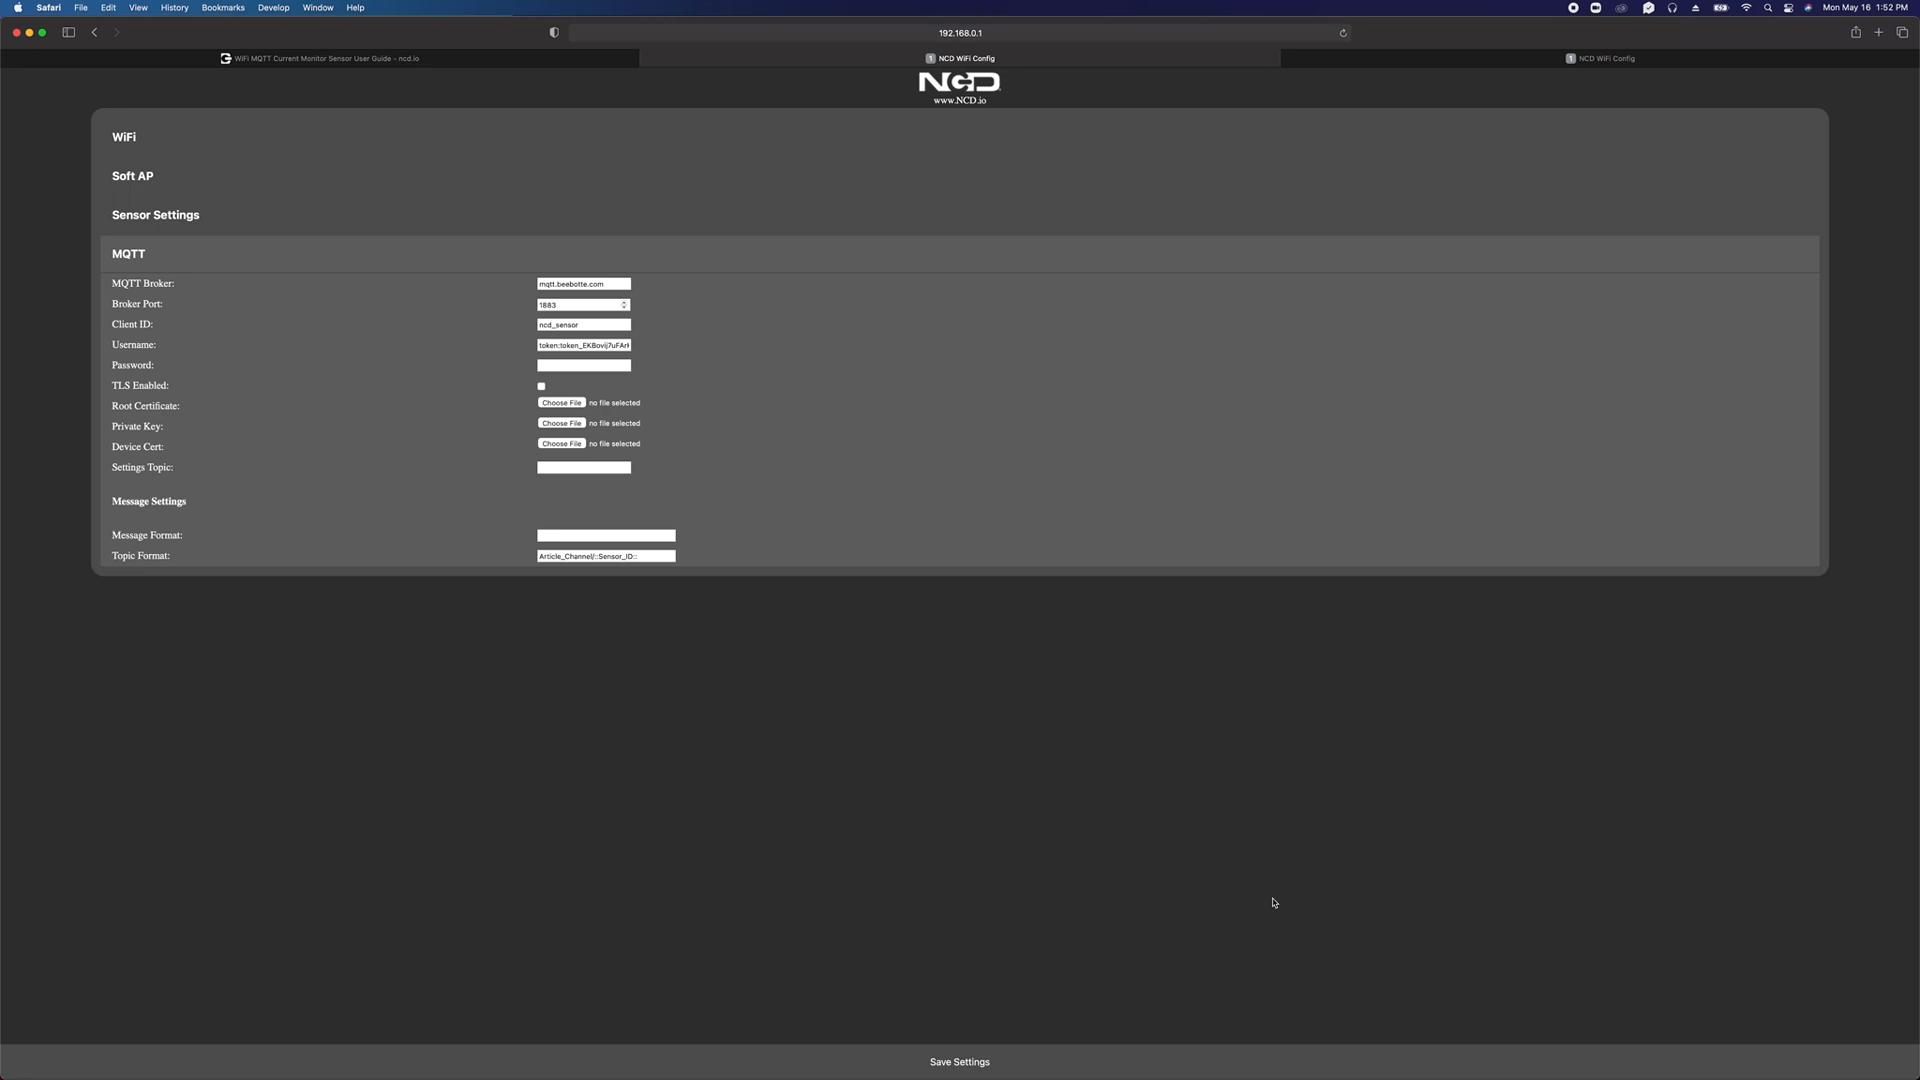 Safari File Edit View History Bookmarks Develop Window Help Mon May 16 1:52 PM
192.168.0.1
WiFi MQTT Current Monitor Sensor User Guide - ncd.io 1 NCD WiFi Config 1 NCD WiFi Config
NCD
www.NCD.io
WiFi
Soft AP
Sensor Settings
MQTT
MQTT Broker: mqtt.beebotte.com
Broker Port: 1883
Client ID: ncd_sensor
Username:
Password:
TLS Enabled:
Root Certificate: Choose File no file selected
Private Key: Choose File no file selected
Device Cert: Choose File no file selected
Settings Topic:
Message Settings
Message Format:
Topic Format: Article_Channel/::Sensor_ID::
Save Settings